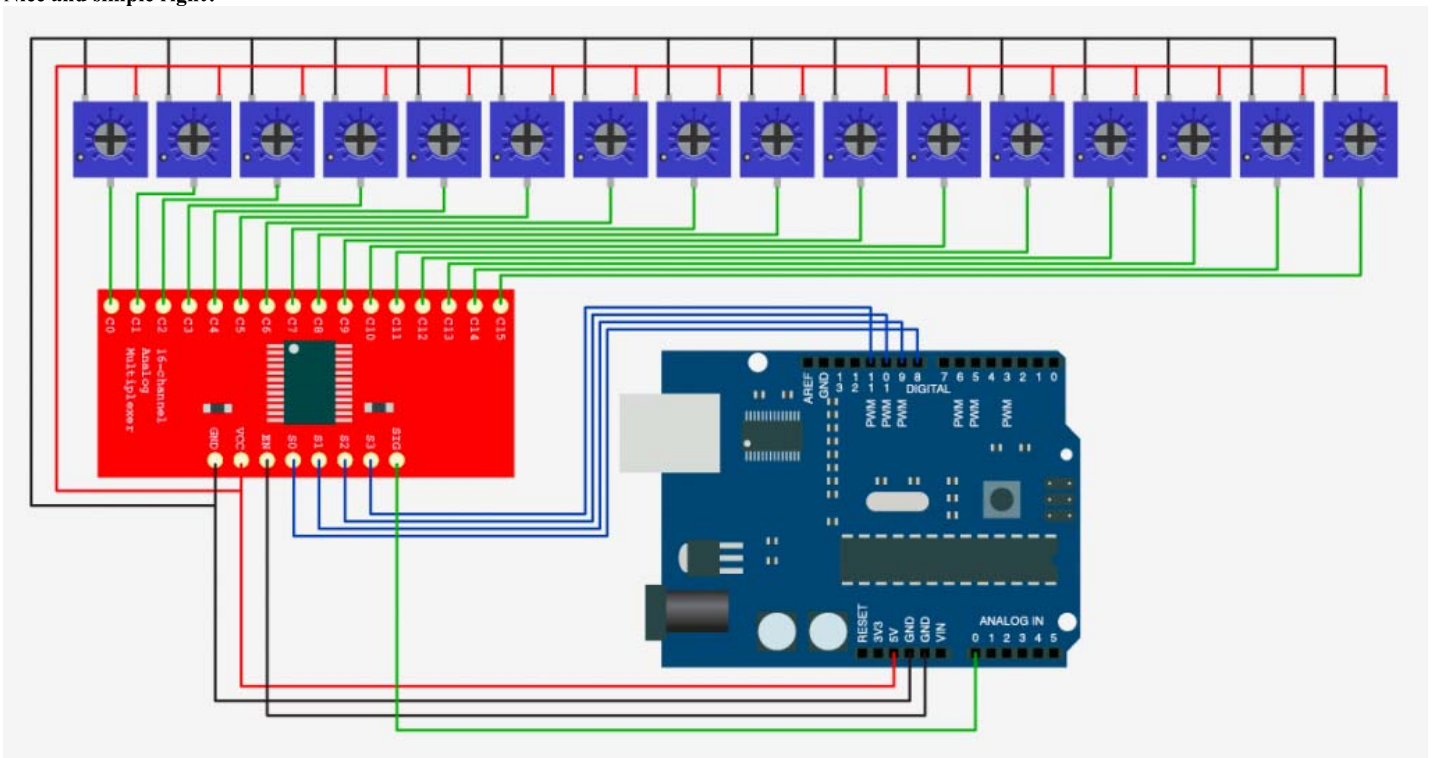 Nice and simple right?
C0 C1 C2 C3 C4 C5 C6 C7 C8 C9 C10 C11 C12 C13 C14 C15
16-channel
Analog
Multiplexer
GND VCC EN S0 S1 S2 S3 SIG
AREF GND 13 12 11 10 9 8 7 6 5 4 3 2 1 0
DIGITAL
PWM PWM PWM PWM PWM PWM
RESET 3V3 5V GND GND VIN
ANALOG IN
0 1 2 3 4 5